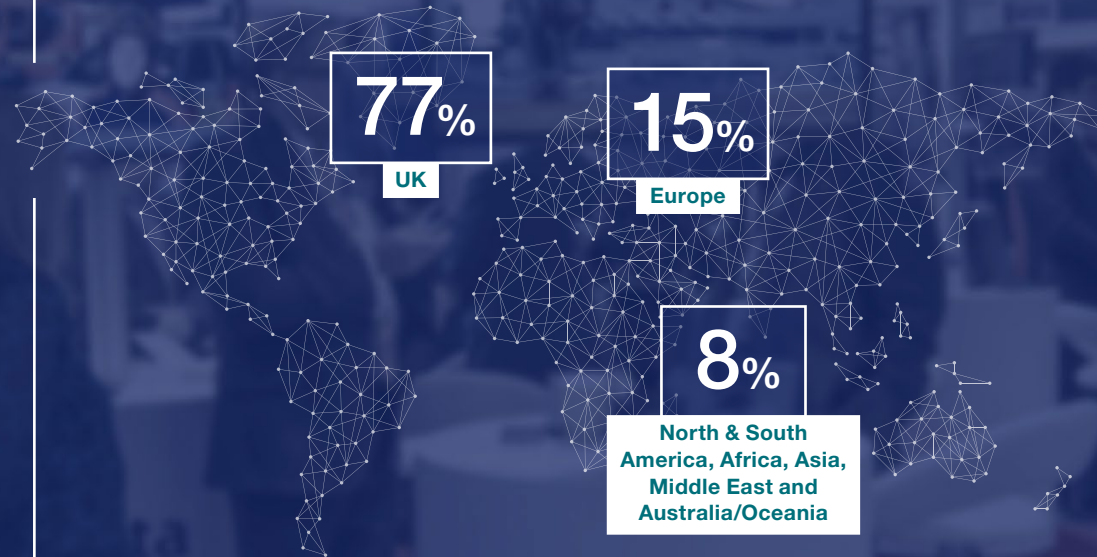 77%
UK
15%
Europe
8%
North & South
America, Africa, Asia,
Middle East and
Australia/Oceania